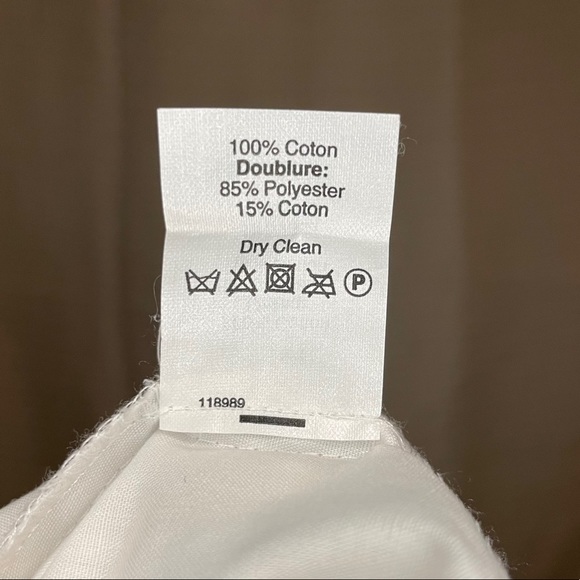 100% Coton
Doublure:
85% Polyester
15% Coton
Dry Clean
P
118989